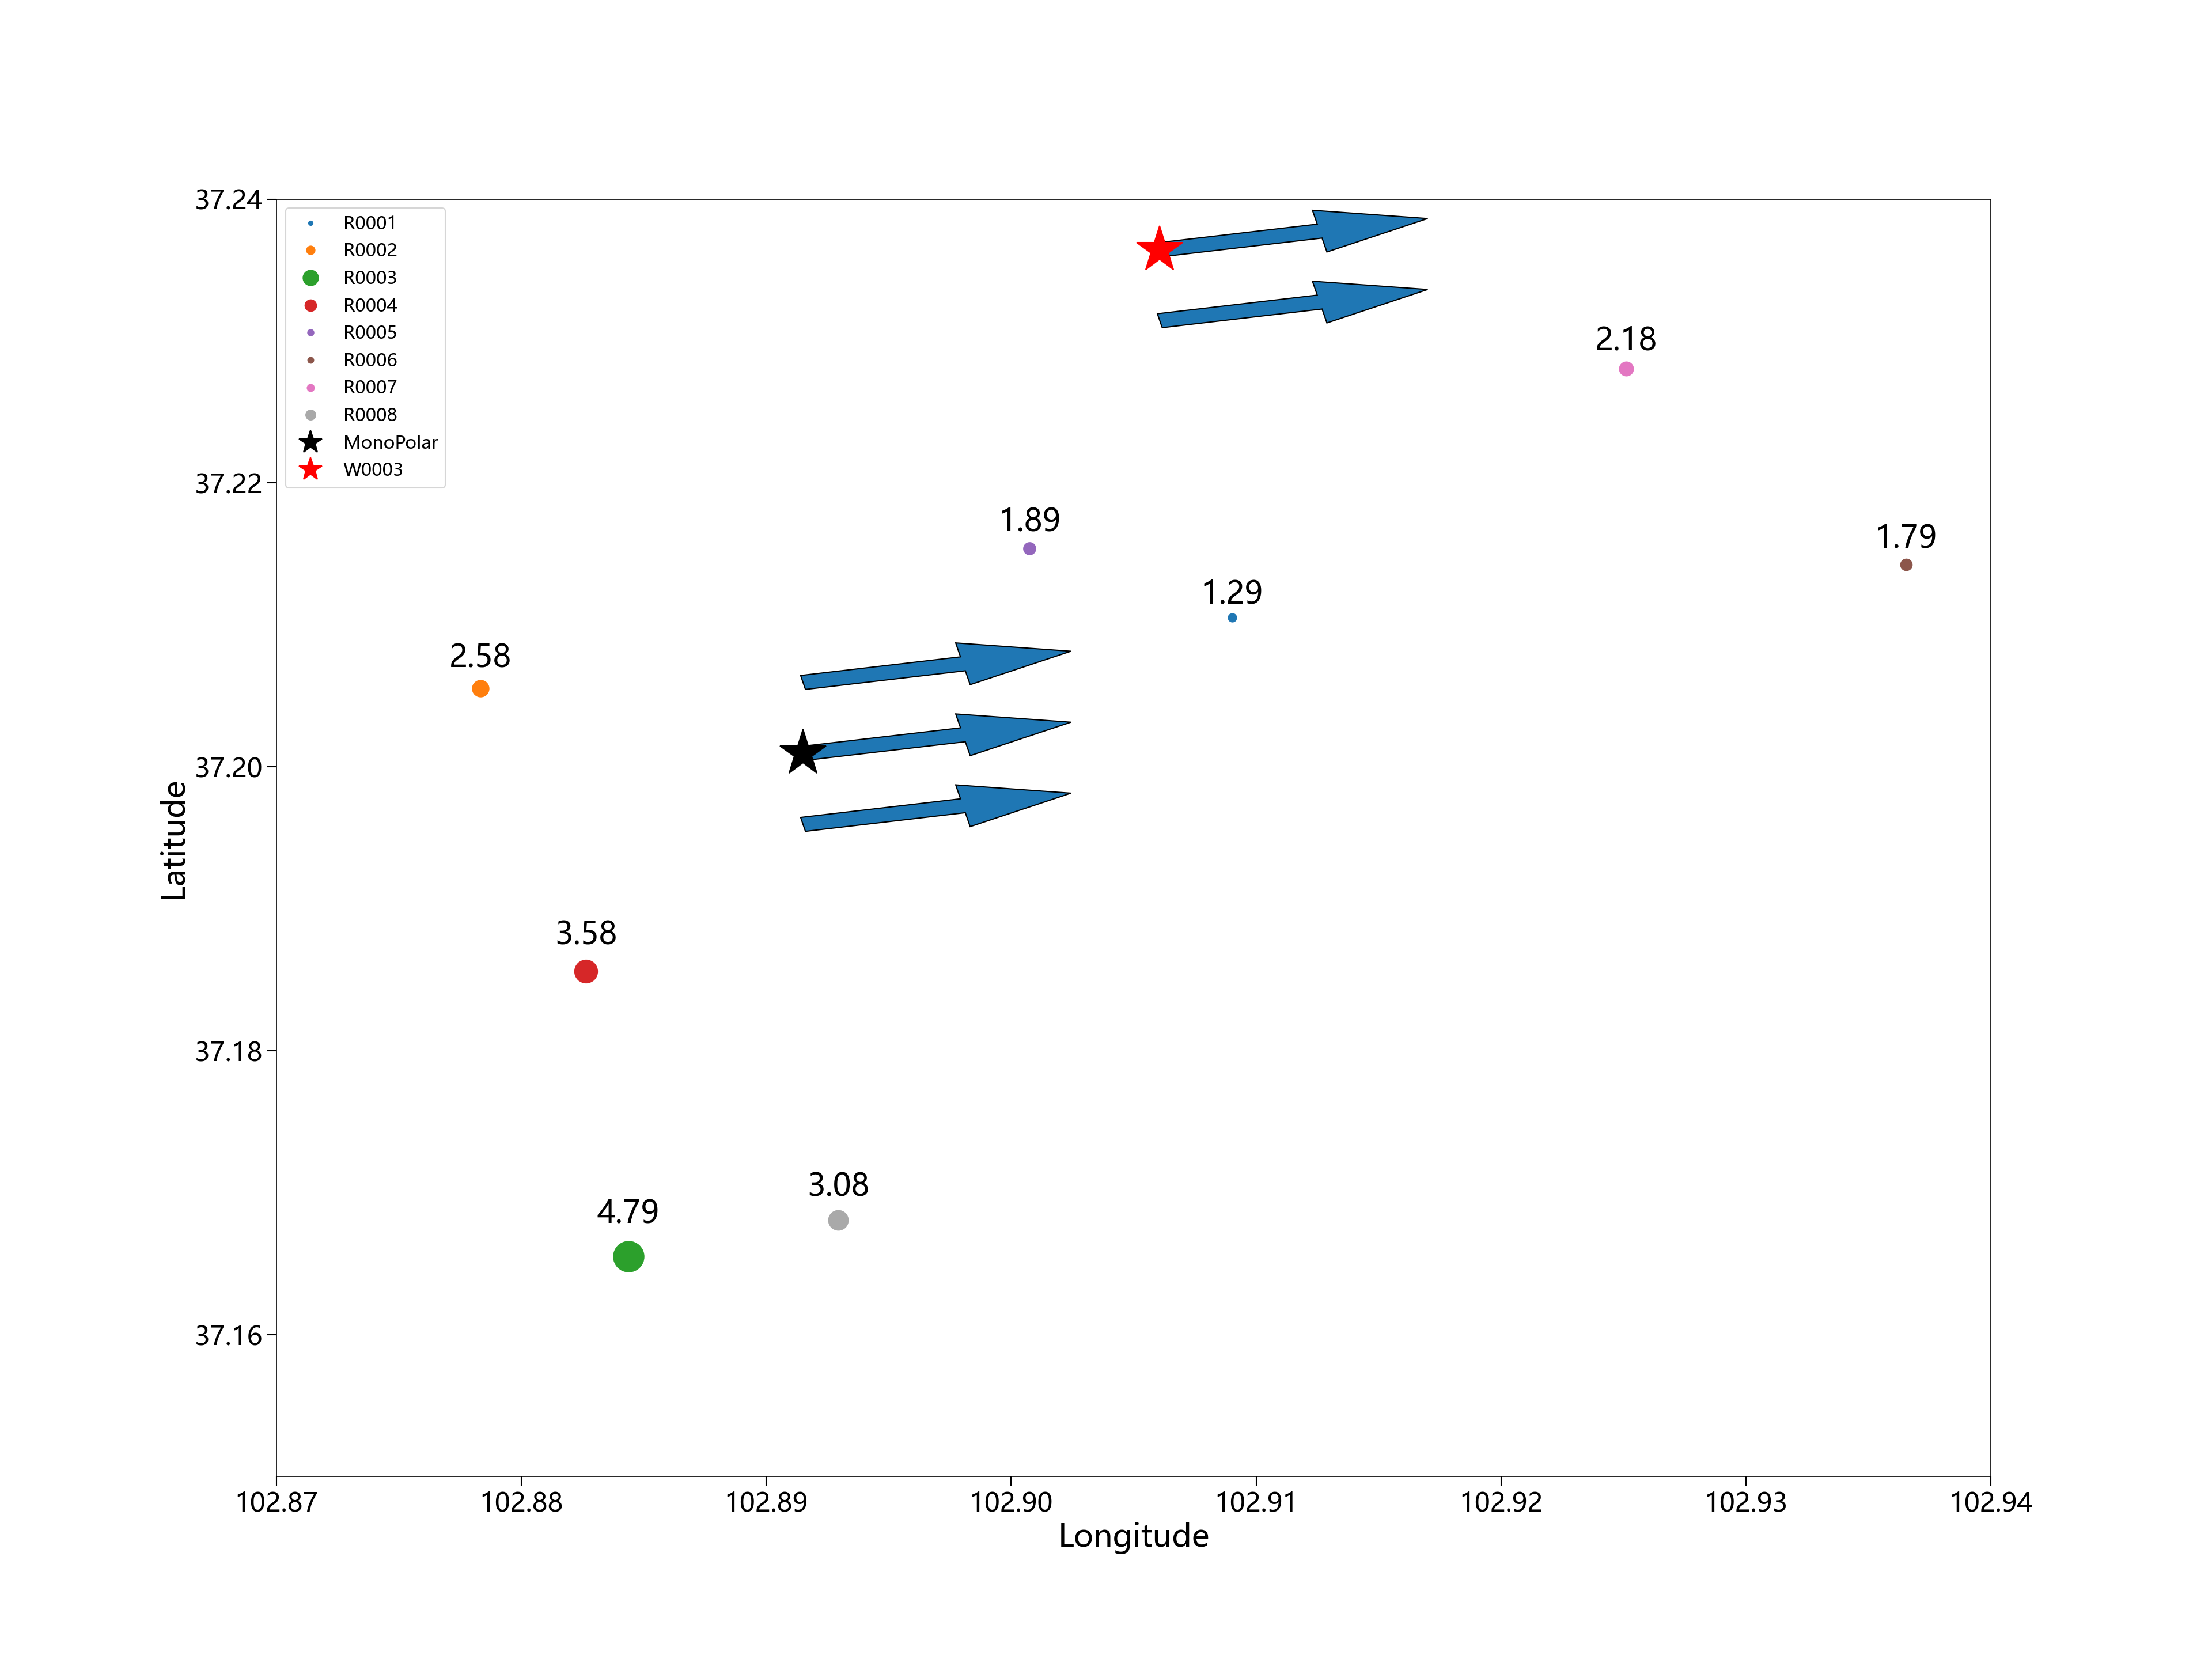 37.24
37.22
37.20
37.18
37.16
Latitude
R0001
R0002
R0003
R0004
R0005
R0006
R0007
R0008
MonoPolar
W0003
2.18
1.89
1.79
1.29
2.58
3.58
3.08
4.79
102.87
102.88
102.89
102.90
102.91
102.92
102.93
102.94
Longitude